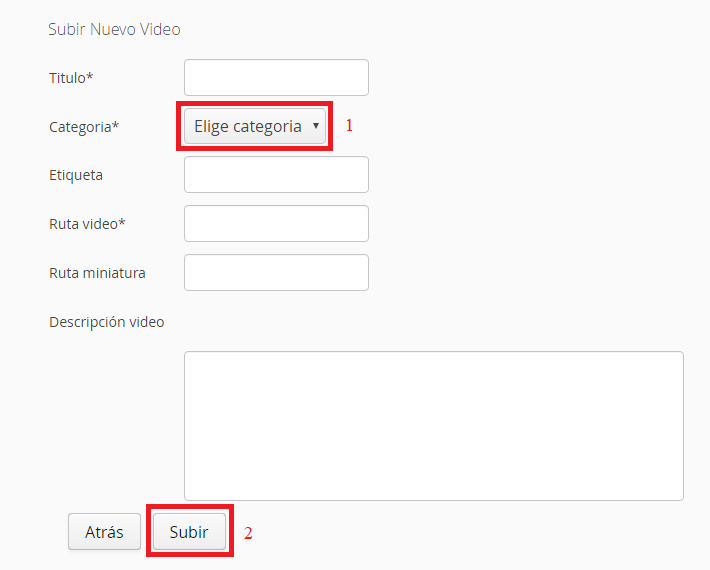 Subir Nuevo Video
Titulo*
Categoria* Elige categoria 1
Etiqueta
Ruta video*
Ruta miniatura
Descripción video
Atrás Subir 2